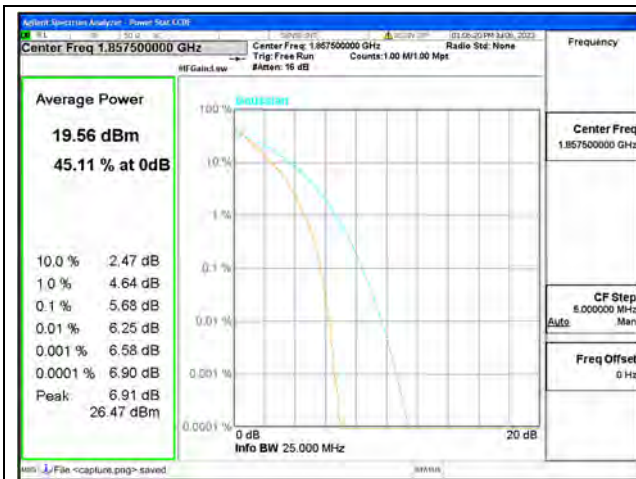 Agilent Spectrum Analyzer - Power Stat CCDF
Center Freq 1.857500000 GHz
Center Freq: 1.857500000 GHz
Radio Std: None
Trig: Free Run
Counts:1.00 M/1.00 Mpt
#IFGain:Low
#Atten: 16 dB
Frequency
Average Power
19.56 dBm
45.11 % at 0dB
10.0 % 2.47 dB
1.0 % 4.64 dB
0.1 % 5.68 dB
0.01 % 6.25 dB
0.001 % 6.58 dB
0.0001 % 6.90 dB
Peak 6.91 dB
26.47 dBm
Gaussian
100 %
10 %
1 %
0.1 %
0.01 %
0.001 %
0.0001 %
0 dB
20 dB
Info BW 25.000 MHz
Center Freq
1.857500000 GHz
CF Step
5.000000 MHz
Auto Man
Freq Offset
0 Hz
MSG
File <capture.png> saved
STATUS